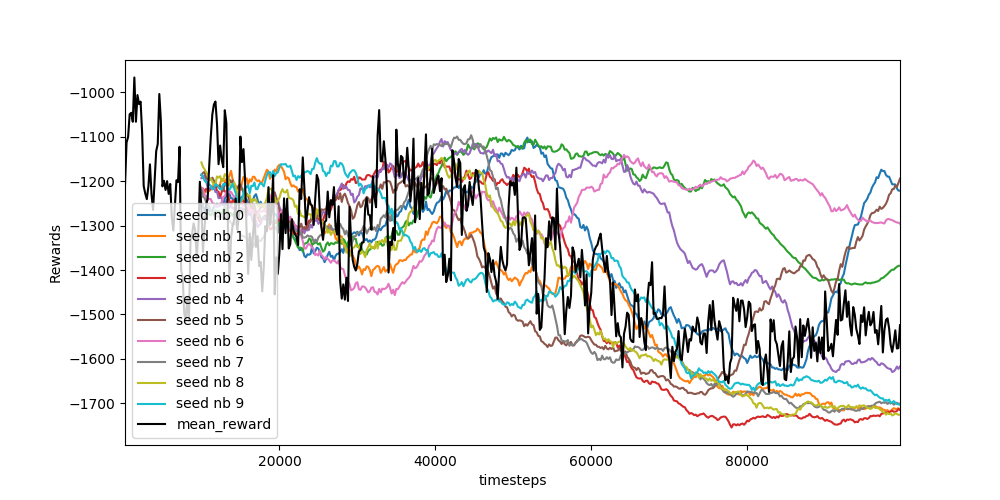 Rewards
−1000
−1100
−1200
−1300
−1400
−1500
−1600
−1700
seed nb 0
seed nb 1
seed nb 2
seed nb 3
seed nb 4
seed nb 5
seed nb 6
seed nb 7
seed nb 8
seed nb 9
mean_reward
20000 40000 60000 80000
timesteps